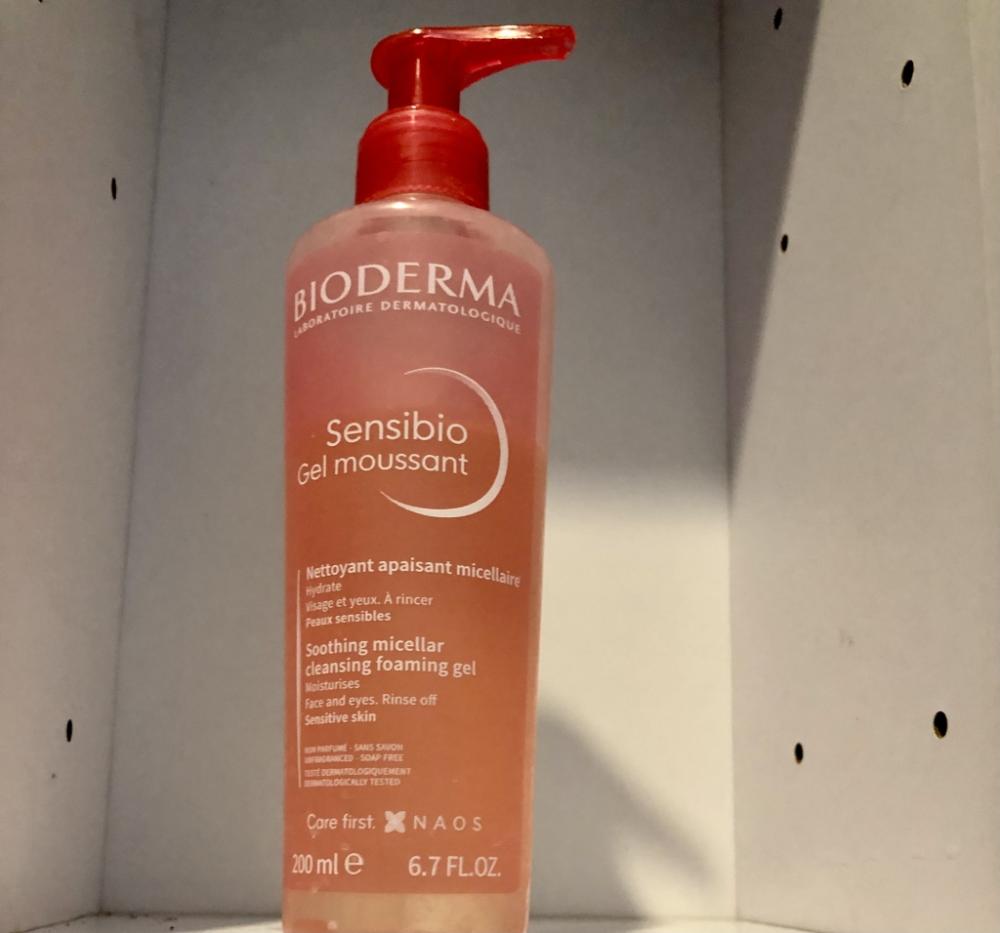 BIODERMA
LABORATOIRE DERMATOLOGIQUE
Sensibio
Gel moussant
Nettoyant apaisant micellaire
Hydrate
Visage et yeux. À rincer
Peaux sensibles
Soothing micellar
cleansing foaming gel
Moisturises
Face and eyes. Rinse off
Sensitive skin
NON PARFUMÉ - SANS SAVON
UNFRAGRANCED - SOAP FREE
TESTÉ DERMATOLOGIQUEMENT
DERMATOLOGICALLY TESTED
Care first. NAOS
200 ml ℮ 6.7 FL.OZ.